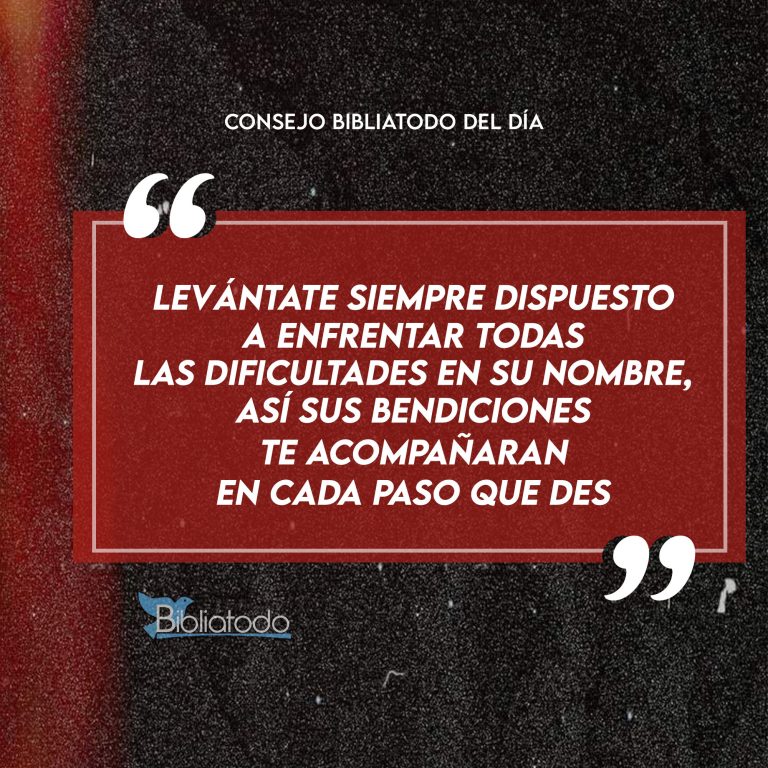 CONSEJO BIBLIATODO DEL DÍA
“
LEVÁNTATE SIEMPRE DISPUESTO
A ENFRENTAR TODAS
LAS DIFICULTADES EN SU NOMBRE,
ASÍ SUS BENDICIONES
TE ACOMPAÑARAN
EN CADA PASO QUE DES
”
Bibliatodo